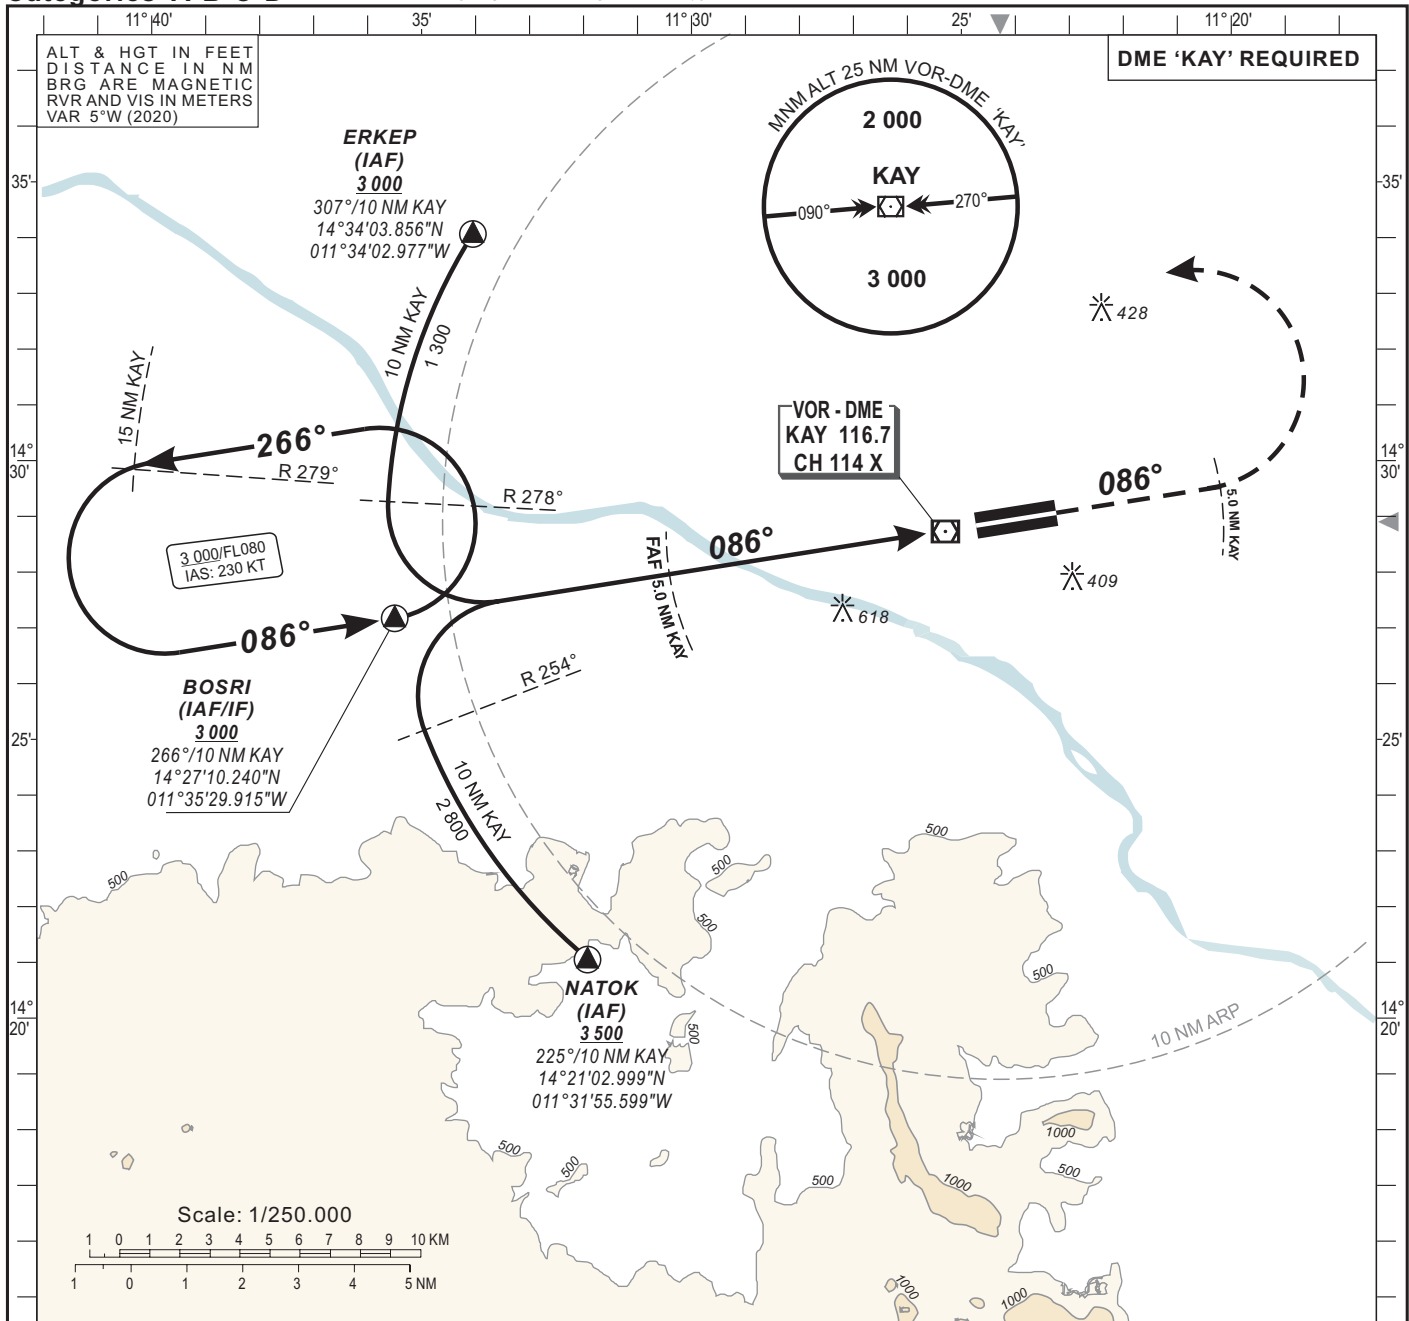 11°40'
35'
11°30'
25'
11°20'
ALT & HGT IN FEET
DISTANCE IN NM
BRG ARE MAGNETIC
RVR AND VIS IN METERS
VAR 5°W (2020)
DME ‘KAY’ REQUIRED
MNM ALT 25 NM VOR-DME ‘KAY’
2 000
KAY
090°
270°
3 000
ERKEP
(IAF)
3 000
307°/10 NM KAY
14°34'03.856"N
011°34'02.977"W
35'
35'
10 NM KAY
1 300
428
15 NM KAY
266°
R 279°
R 278°
VOR - DME
KAY 116.7
CH 114 X
14°
30'
14°
30'
086°
5.0 NM KAY
086°
FAF 5.0 NM KAY
3 000/FL080
IAS: 230 KT
409
618
086°
R 254°
BOSRI
(IAF/IF)
3 000
266°/10 NM KAY
14°27'10.240"N
011°35'29.915"W
25'
25'
10 NM KAY
2 800
500
500
500
500
500
NATOK
(IAF)
3 500
225°/10 NM KAY
14°21'02.999"N
011°31'55.599"W
14°
20'
14°
20'
500
10 NM ARP
1000
500
500
500
500
1000
Scale: 1/250.000
1 0 1 2 3 4 5 6 7 8 9 10 KM
1 0 1 2 3 4 5 NM
1000
1000